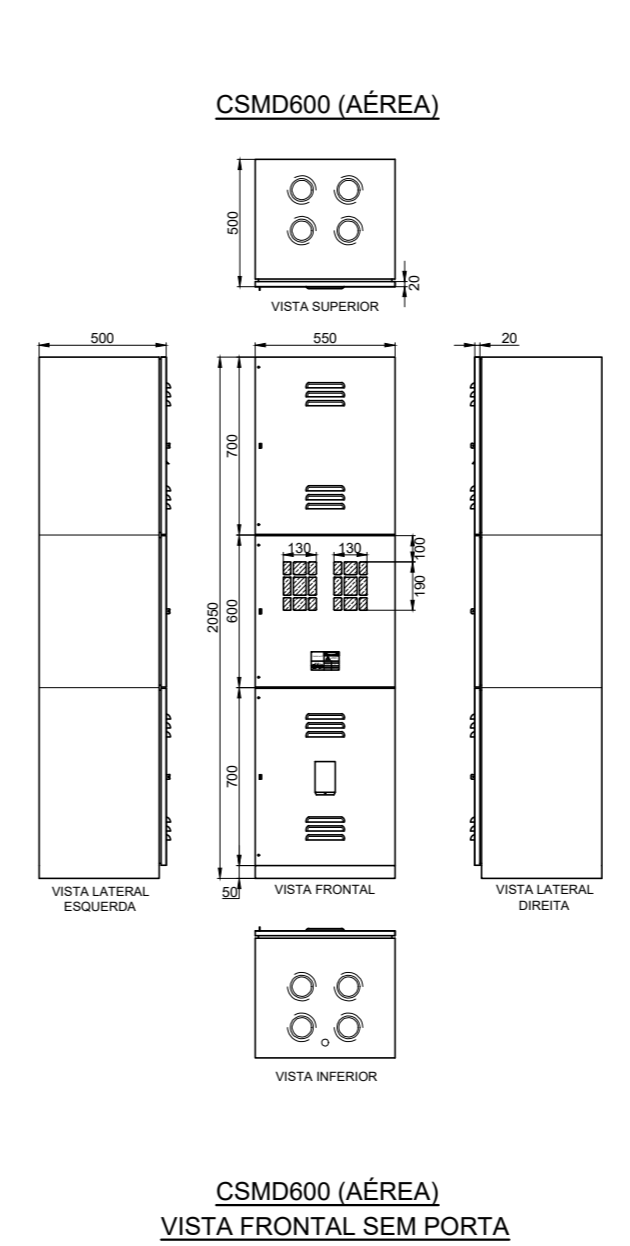 CSMD600 (AÉREA)
500
20
VISTA SUPERIOR
500
550
20
700
100
130
130
190
2050
600
700
50
VISTA LATERAL
ESQUERDA
VISTA FRONTAL
VISTA LATERAL
DIREITA
VISTA INFERIOR
CSMD600 (AÉREA)
VISTA FRONTAL SEM PORTA